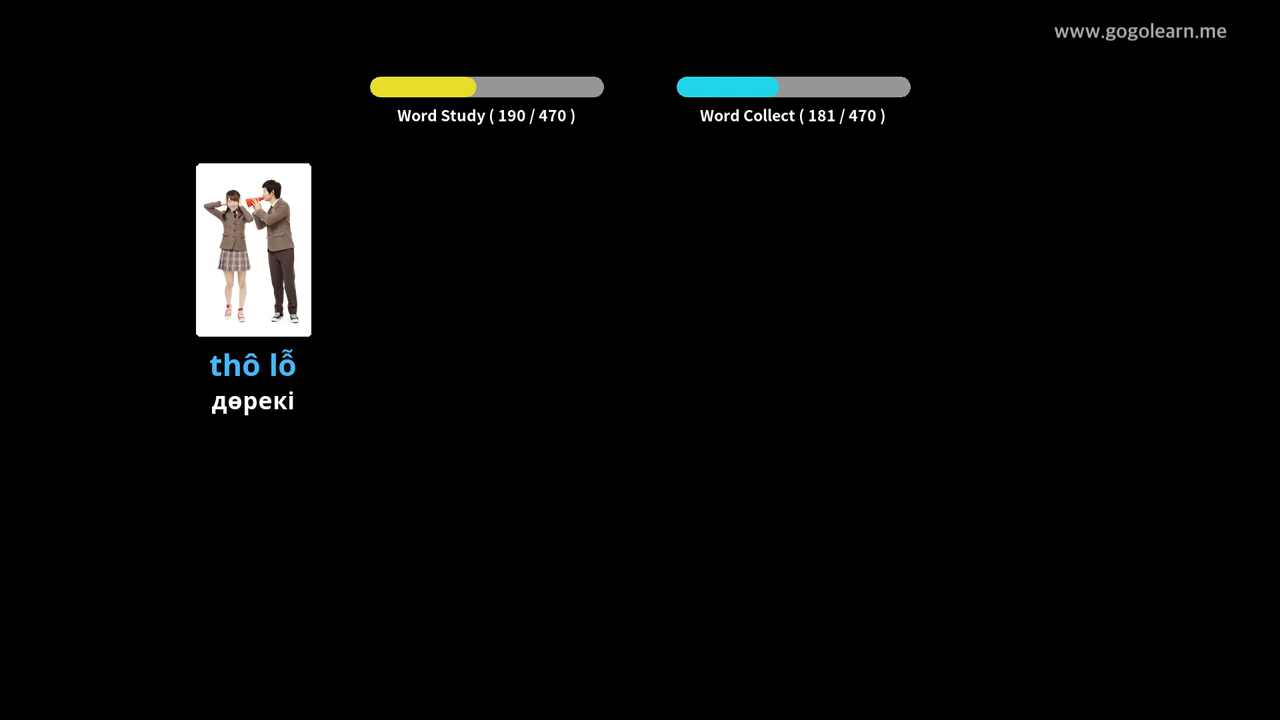 www.gogolearn.me
Word Study ( 190 / 470 )
Word Collect ( 181 / 470 )
thô lỗ
дөрекі